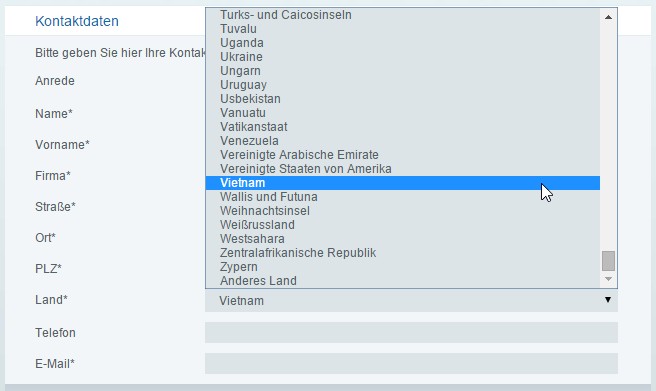 Kontaktdaten
Bitte geben Sie hier Ihre Kontak
Anrede
Name*
Vorname*
Firma*
Straße*
Ort*
PLZ*
Land*
Telefon
E-Mail*
Turks- und Caicosinseln
Tuvalu
Uganda
Ukraine
Ungarn
Uruguay
Usbekistan
Vanuatu
Vatikanstaat
Venezuela
Vereinigte Arabische Emirate
Vereinigte Staaten von Amerika
Vietnam
Wallis und Futuna
Weihnachtsinsel
Weißrussland
Westsahara
Zentralafrikanische Republik
Zypern
Anderes Land
Vietnam